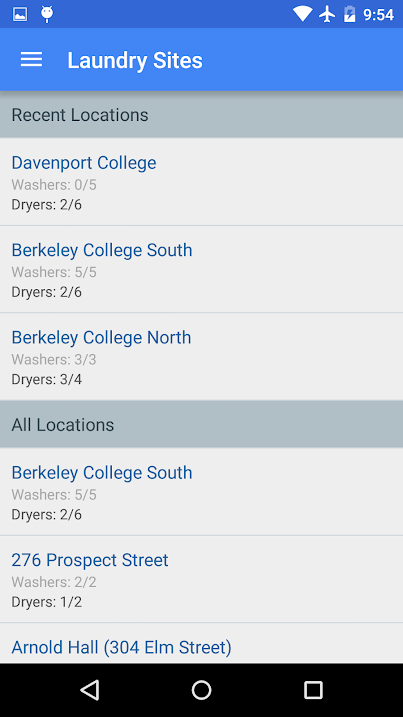 9:54
Laundry Sites
Recent Locations
Davenport College
Washers: 0/5
Dryers: 2/6
Berkeley College South
Washers: 5/5
Dryers: 2/6
Berkeley College North
Washers: 3/3
Dryers: 3/4
All Locations
Berkeley College South
Washers: 5/5
Dryers: 2/6
276 Prospect Street
Washers: 2/2
Dryers: 1/2
Arnold Hall (304 Elm Street)